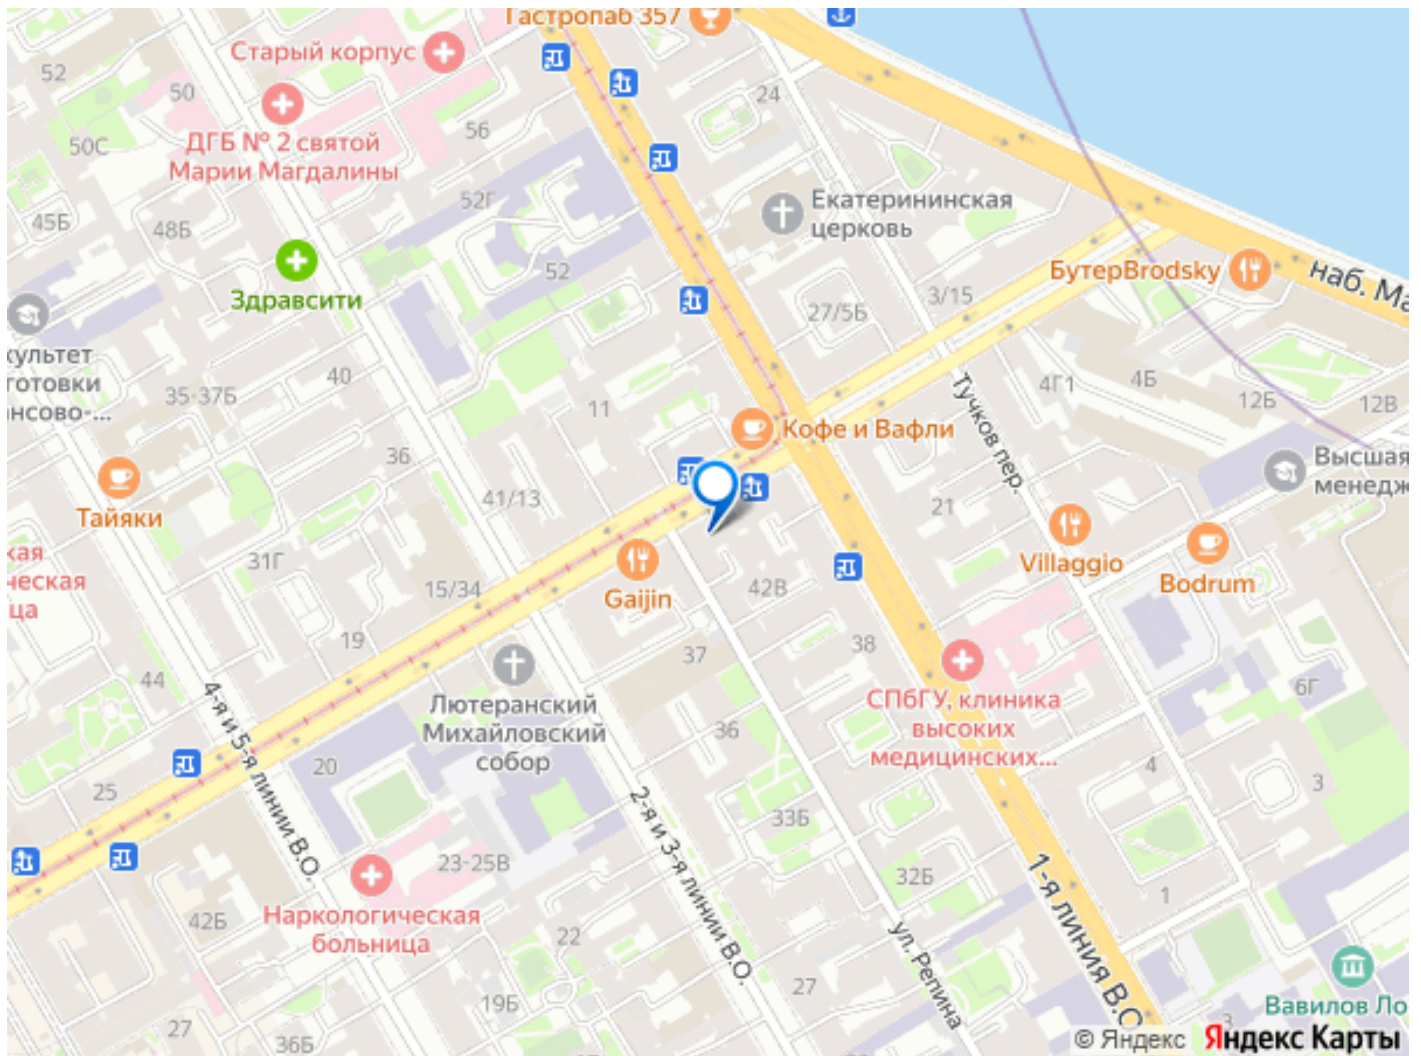 Гастропаб 357
Старый корпус
52
50
24
ДГБ № 2 святой
Марии Магдалины
50С
56
52Г
Екатерининская
церковь
45Б
48Б
52
Здравсити
БутерBrodsky
наб. Ма
3/15
27/5Б
культет
готовки
ансово-...
35-37Б
40
11
Тучков пер.
4Г1
4Б
12Б
12В
Кофе и Вафли
36
41/13
21
Высшая
менедж
Тайяки
кая
ческая
ца
31Г
15/34
Gaijin
42В
Villaggio
Bodrum
19
37
38
44
4-я и 5-я линии В.О.
Лютеранский
Михайловский
собор
36
СПбГУ, клиника
высоких
медицинских...
6Г
25
20
2-я и 3-я линии В.О.
33Б
4
3
23-25В
32Б
1-я линия В.О
1
Наркологическая
больница
42Б
22
ул. Репина
27
19Б
27
36Б
3
Вавилов Ло
© Яндекс Яндекс Карты